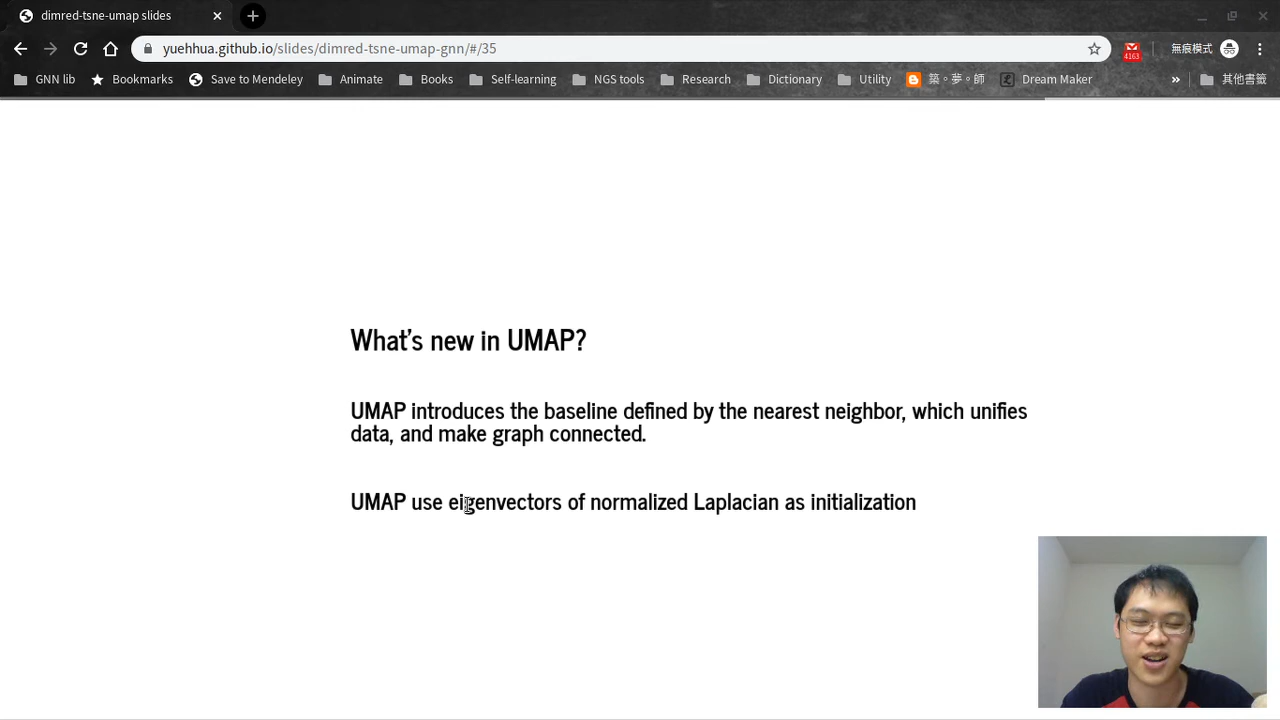 dimred-tsne-umap slides
yuehhua.github.io/slides/dimred-tsne-umap-gnn/#/35
4163
無痕模式
GNN lib
Bookmarks
Save to Mendeley
Animate
Books
Self-learning
NGS tools
Research
Dictionary
Utility
築。夢。師
Dream Maker
»
其他書籤
What's new in UMAP?
UMAP introduces the baseline defined by the nearest neighbor, which unifies
data, and make graph connected.
UMAP use eigenvectors of normalized Laplacian as initialization